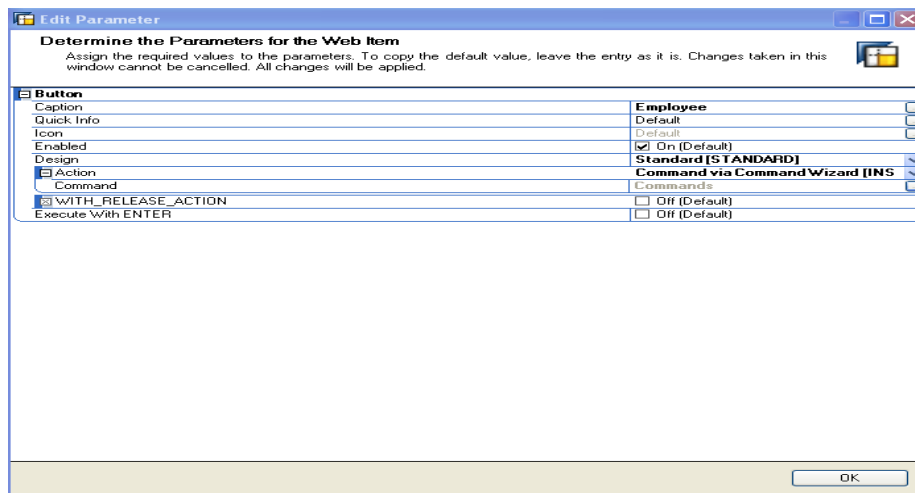 Edit Parameter
Determine the Parameters for the Web Item
Assign the required values to the parameters. To copy the default value, leave the entry as it is. Changes taken in this
window cannot be cancelled. All changes will be applied.
Button
Caption Employee
Quick Info Default
Icon Default
Enabled On (Default)
Design Standard [STANDARD]
Action Command via Command Wizard [INS
Command Commands
WITH_RELEASE_ACTION Off (Default)
Execute With ENTER Off (Default)
OK